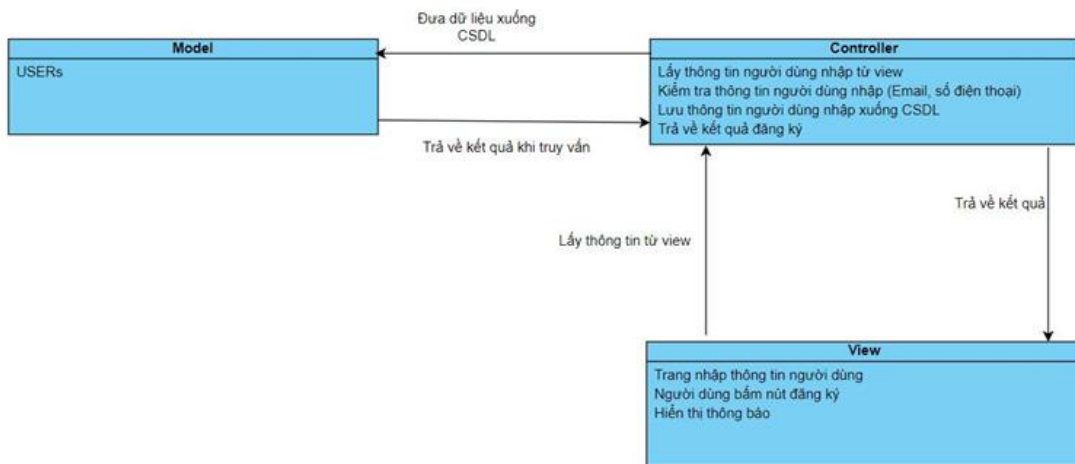 Đưa dữ liệu xuống
CSDL
Model
USERs
Controller
Lấy thông tin người dùng nhập từ view
Kiểm tra thông tin người dùng nhập (Email, số điện thoại)
Lưu thông tin người dùng nhập xuống CSDL
Trả về kết quả đăng ký
Trả về kết quả khi truy vấn
Trả về kết quả
Lấy thông tin từ view
View
Trang nhập thông tin người dùng
Người dùng bấm nút đăng ký
Hiển thị thông báo